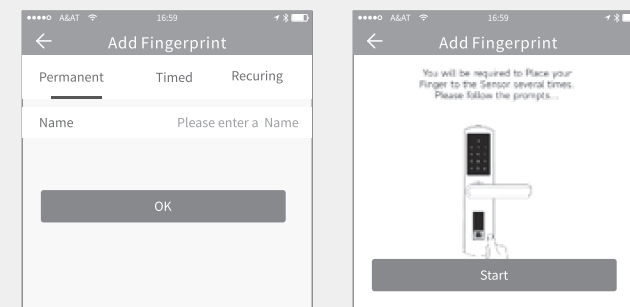 A&AT 16:59
Add Fingerprint
Permanent Timed Recuring
Name Please enter a Name
OK
A&AT 16:59
Add Fingerprint
You will be required to Place your
Finger to the Sensor several times.
Please follow the prompts...
Start